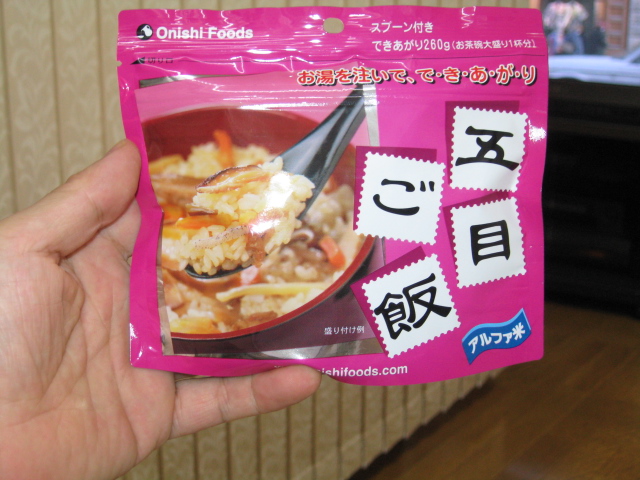 Onishi Foods
スプーン付き
できあがり260g(お茶碗大盛り1杯分)
お湯を注いで、で・き・あ・が・り
五目
ご飯
盛り付け例
アルファ米
nishifoods.com